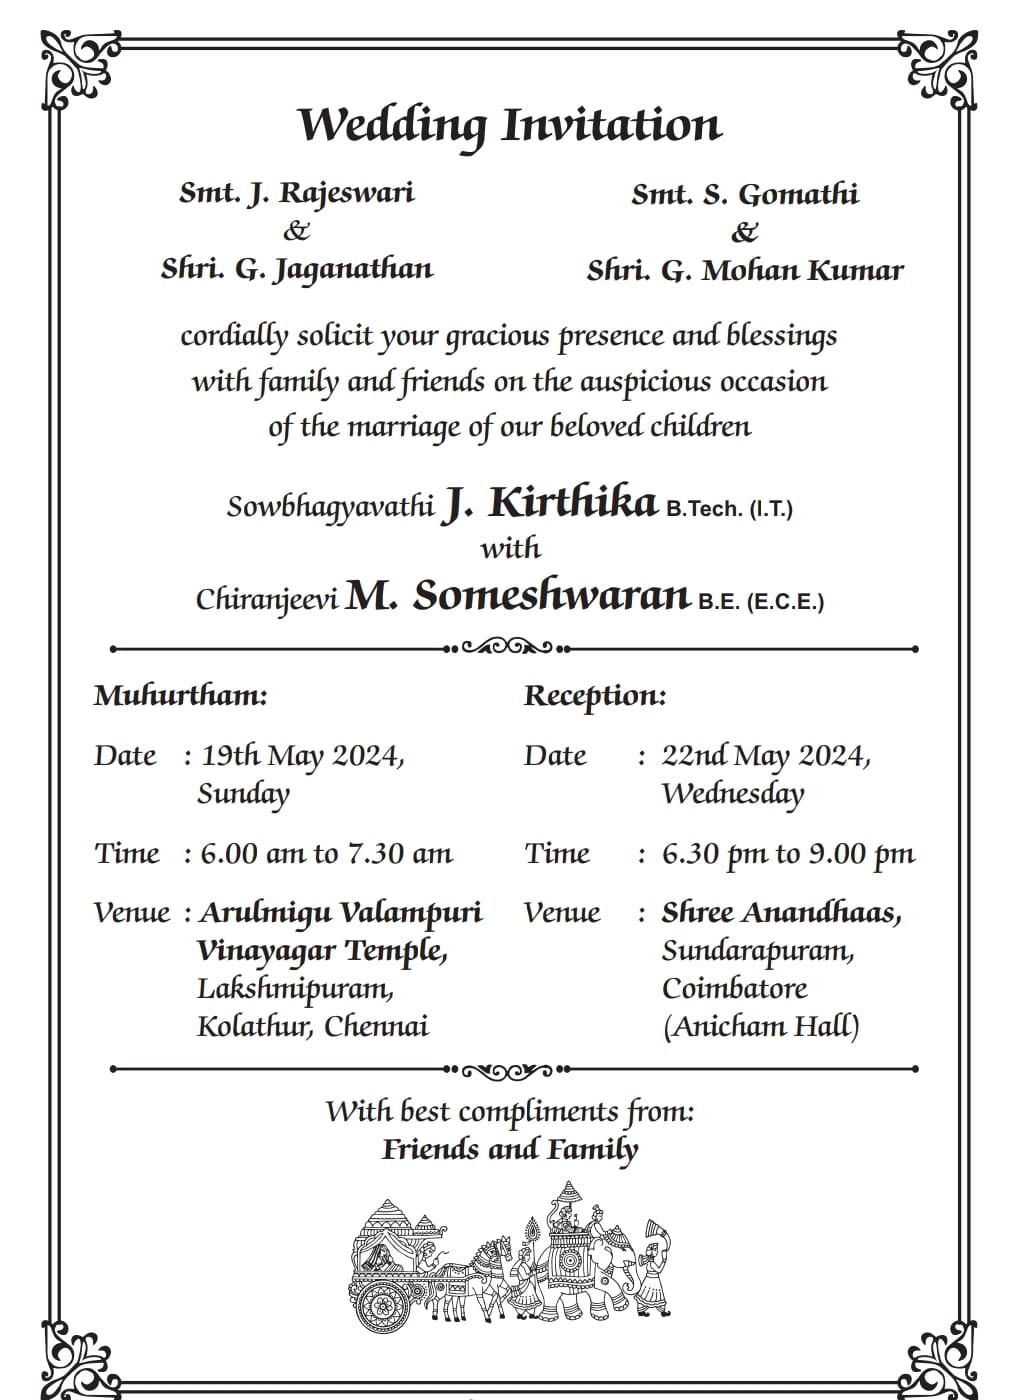 Wedding Invitation
Smt. J. Rajeswari
&
Shri. G. Jaganathan
Smt. S. Gomathi
&
Shri. G. Mohan Kumar
cordially solicit your gracious presence and blessings
with family and friends on the auspicious occasion
of the marriage of our beloved children
Sowbhagyavathi J. Kirthika B.Tech. (I.T.)
with
Chiranjeevi M. Someshwaran B.E. (E.C.E.)
Muhurtham:
Date : 19th May 2024,
Sunday
Time : 6.00 am to 7.30 am
Venue : Arulmigu Valampuri
Vinayagar Temple,
Lakshmipuram,
Kolathur, Chennai
Reception:
Date : 22nd May 2024,
Wednesday
Time : 6.30 pm to 9.00 pm
Venue : Shree Anandhaas,
Sundarapuram,
Coimbatore
(Anicham Hall)
With best compliments from:
Friends and Family